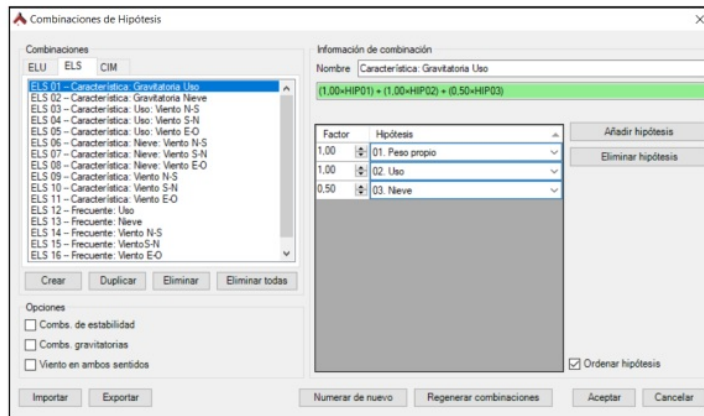 Combinaciones de Hipótesis
Combinaciones
ELU ELS CIM
ELS 01 – Característica: Gravitatoria Uso
ELS 02 – Característica: Gravitatoria Nieve
ELS 03 – Característica: Uso: Viento N-S
ELS 04 – Característica: Uso: Viento S-N
ELS 05 – Característica: Uso: Viento E-O
ELS 06 – Característica: Nieve: Viento N-S
ELS 07 – Característica: Nieve: Viento S-N
ELS 08 – Característica: Nieve: Viento E-O
ELS 09 – Característica: Viento N-S
ELS 10 – Característica: Viento S-N
ELS 11 – Característica: Viento E-O
ELS 12 – Frecuente: Uso
ELS 13 – Frecuente: Nieve
ELS 14 – Frecuente: Viento N-S
ELS 15 – Frecuente: VientoS-N
ELS 16 – Frecuente: Viento E-O
Crear Duplicar Eliminar Eliminar todas
Opciones
Combs. de estabilidad
Combs. gravitatorias
Viento en ambos sentidos
Importar Exportar
Información de combinación
Nombre Característica: Gravitatoria Uso
(1,00×HIP01) + (1,00×HIP02) + (0.50×HIP03)
Factor Hipótesis
1,00 01. Peso propio
1,00 02. Uso
0,50 03. Nieve
Añadir hipótesis
Eliminar hipótesis
Ordenar hipótesis
Numerar de nuevo Regenerar combinaciones Aceptar Cancelar